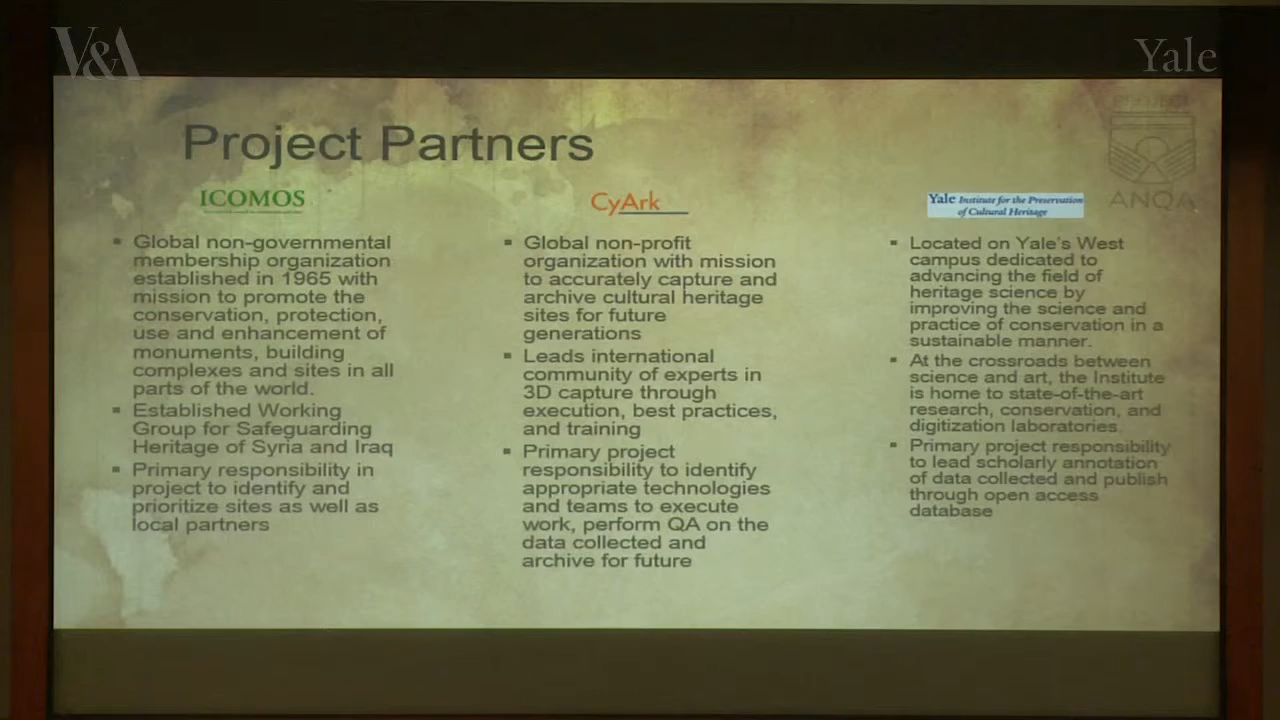 V&A
Yale
PROJECT
ANQA
Project Partners
ICOMOS
Global non-governmental
membership organization
established in 1965 with
mission to promote the
conservation, protection,
use and enhancement of
monuments, building
complexes and sites in all
parts of the world.
Established Working
Group for Safeguarding
Heritage of Syria and Iraq
Primary responsibility in
project to identify and
prioritize sites as well as
local partners
CyArk
Global non-profit
organization with mission
to accurately capture and
archive cultural heritage
sites for future
generations
Leads international
community of experts in
3D capture through
execution, best practices,
and training
Primary project
responsibility to identify
appropriate technologies
and teams to execute
work, perform QA on the
data collected and
archive for future
Yale Institute for the Preservation
of Cultural Heritage
Located on Yale's West
campus dedicated to
advancing the field of
heritage science by
improving the science and
practice of conservation in a
sustainable manner.
At the crossroads between
science and art, the Institute
is home to state-of-the-art
research, conservation, and
digitization laboratories.
Primary project responsibility
to lead scholarly annotation
of data collected and publish
through open access
database